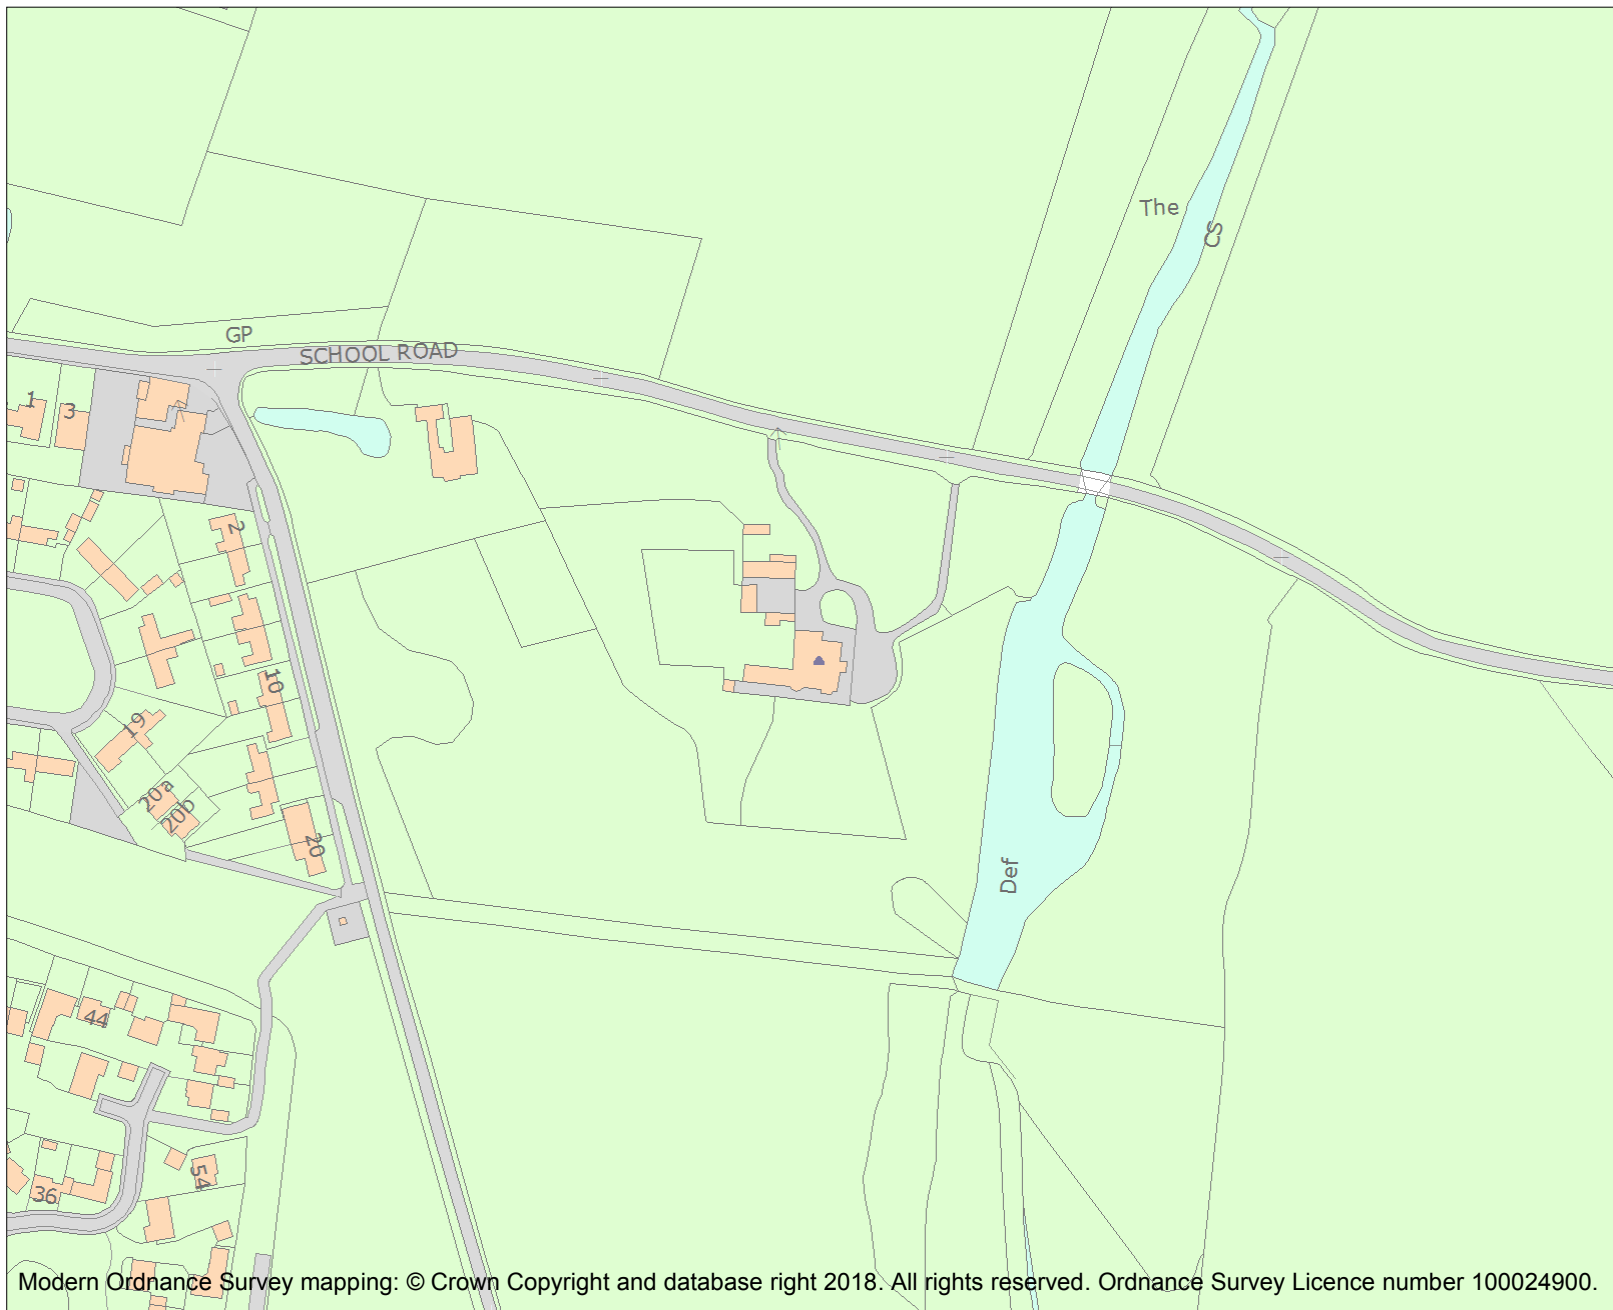 The
CS
GP
SCHOOL ROAD
1
3
2
10
19
20a
20b
20
Def
44
54
36
Modern Ordnance Survey mapping: © Crown Copyright and database right 2018. All rights reserved. Ordnance Survey Licence number 100024900.